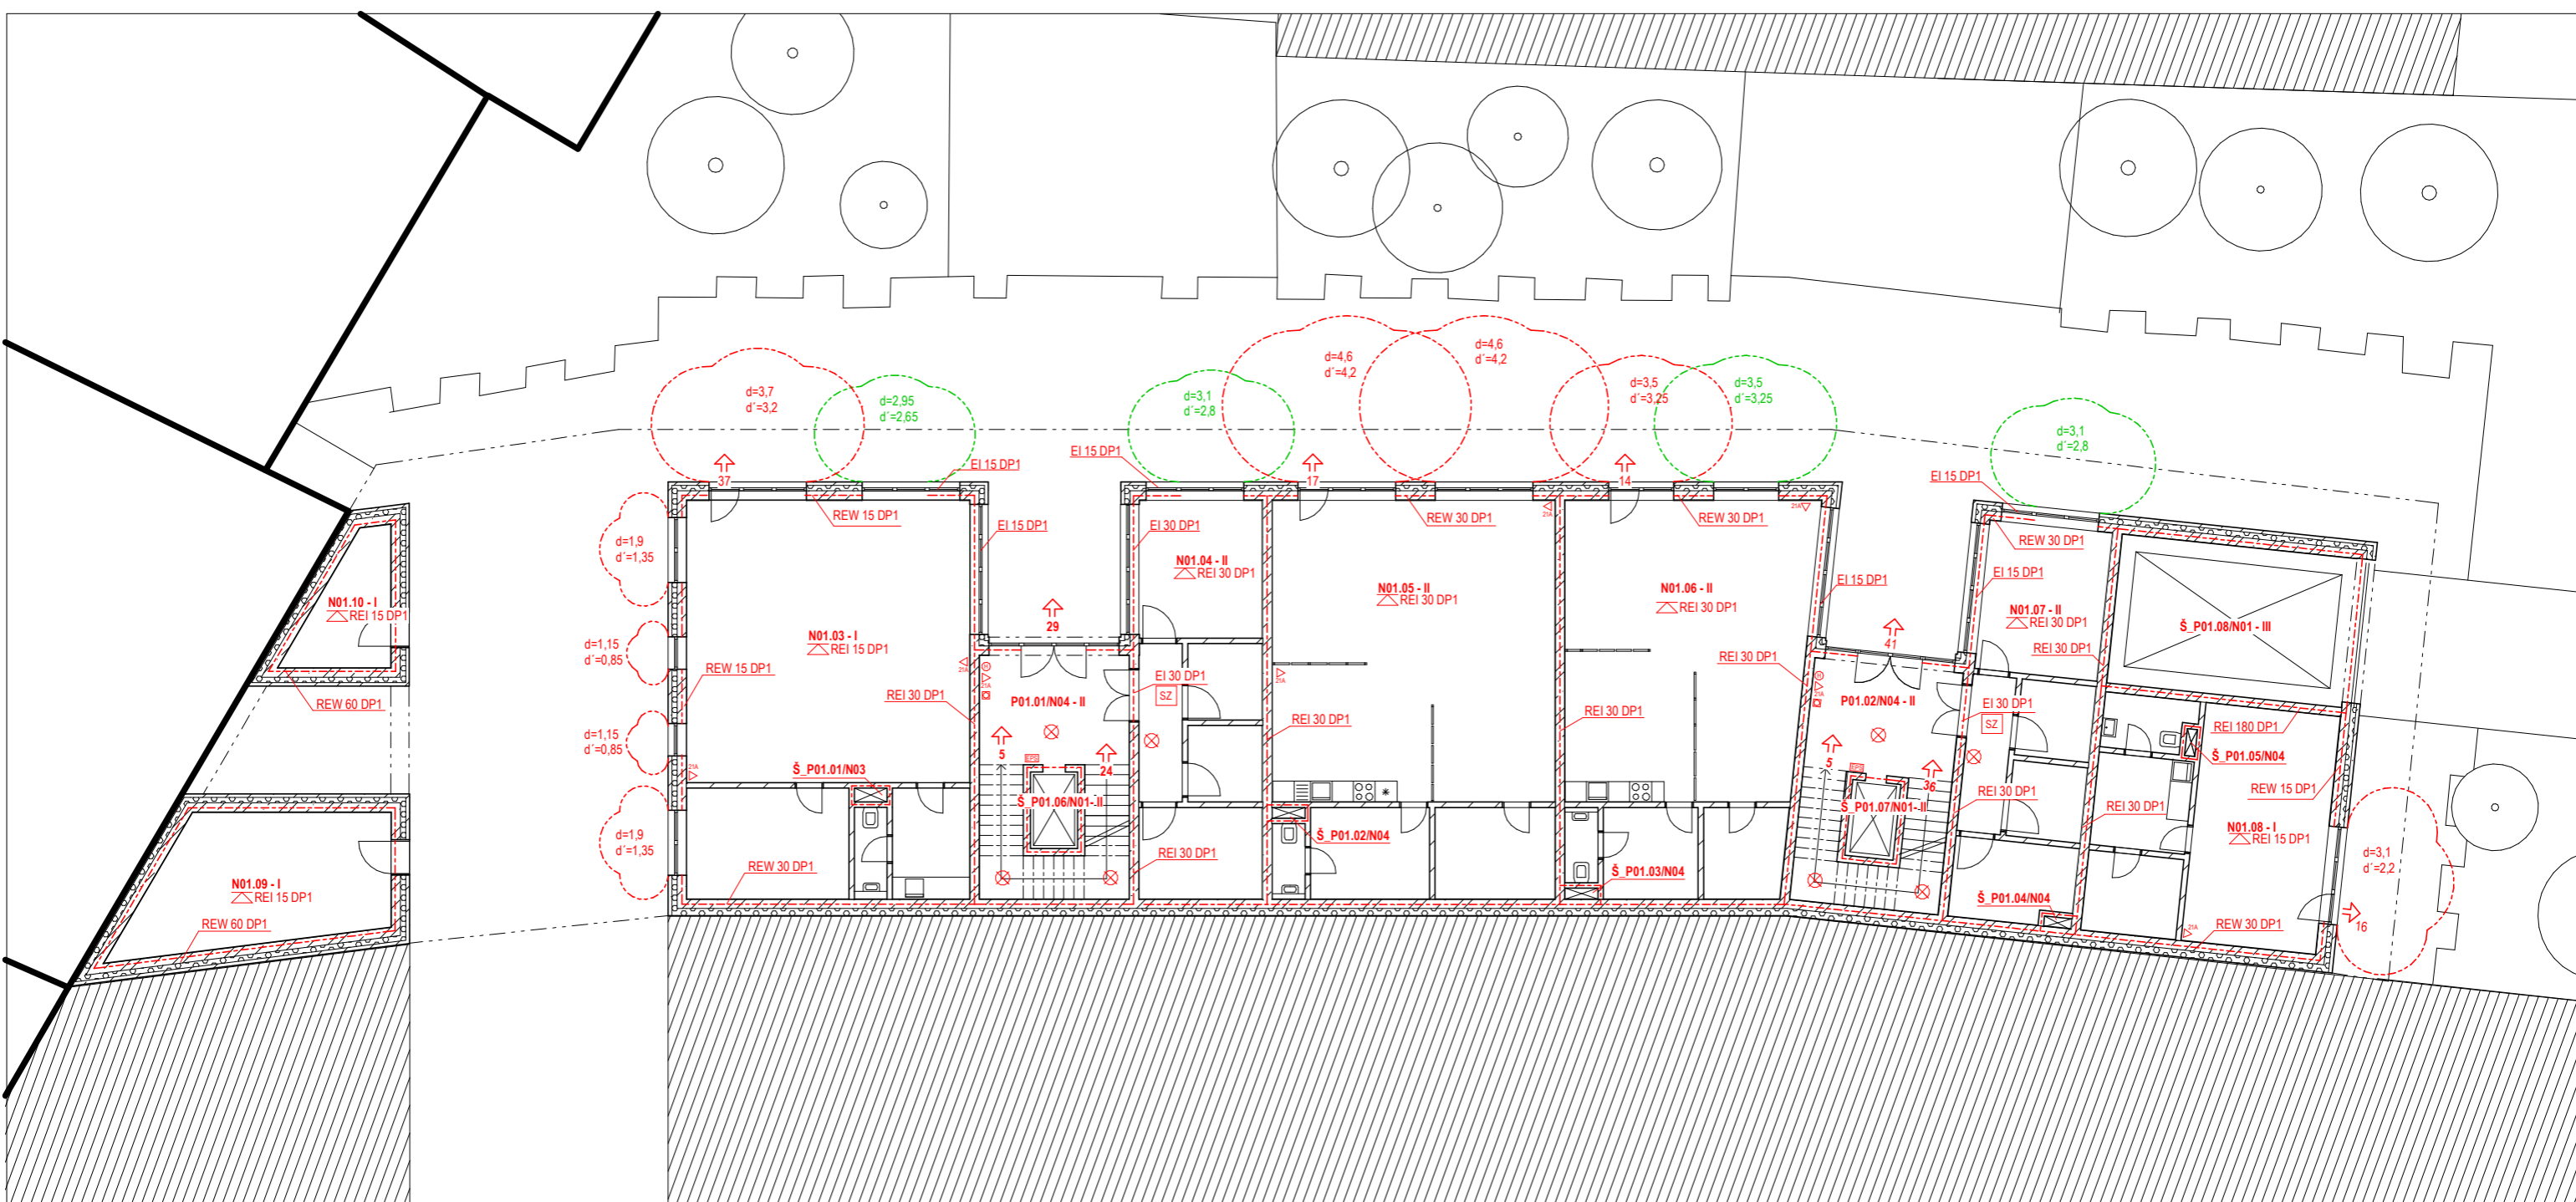 d=4,6
d´=4,2
d=4,6
d´=4,2
d=3,7
d´=3,2
d=2,95
d´=2,65
d=3,1
d´=2,8
d=3,5
d´=3,25
d=3,5
d´=3,25
d=3,1
d´=2,8
EI 15 DP1
EI 15 DP1
EI 15 DP1
37
17
14
REW 15 DP1
REW 30 DP1
REW 30 DP1
21A
21A
EI 15 DP1
EI 30 DP1
d=1,9
d´=1,35
REW 30 DP1
N01.04 - II
REI 30 DP1
EI 15 DP1
EI 15 DP1
N01.05 - II
REI 30 DP1
N01.06 - II
REI 30 DP1
N01.10 - I
REI 15 DP1
N01.07 - II
REI 30 DP1
29
41
Š_P01.08/N01 - III
N01.03 - I
REI 15 DP1
d=1,15
d´=0,85
REI 30 DP1
REI 30 DP1
REW 15 DP1
21A
H
21A
EI 30 DP1
SZ
21A
H
21A
REI 30 DP1
P01.01/N04 - II
P01.02/N04 - II
EI 30 DP1
SZ
REW 60 DP1
REI 30 DP1
REI 30 DP1
REI 180 DP1
d=1,15
d´=0,85
5
24
EPS
5
36
EPS
Š_P01.05/N04
21A
Š_P01.01/N03
REW 15 DP1
Š_P01.06/N01-II
Š_P01.07/N01-II
REI 30 DP1
REI 30 DP1
d=1,9
d´=1,35
Š_P01.02/N04
N01.08 - I
REI 15 DP1
REI 30 DP1
d=3,1
d´=2,2
REW 30 DP1
Š_P01.03/N04
N01.09 - I
REI 15 DP1
Š_P01.04/N04
REW 60 DP1
21A
REW 30 DP1
16